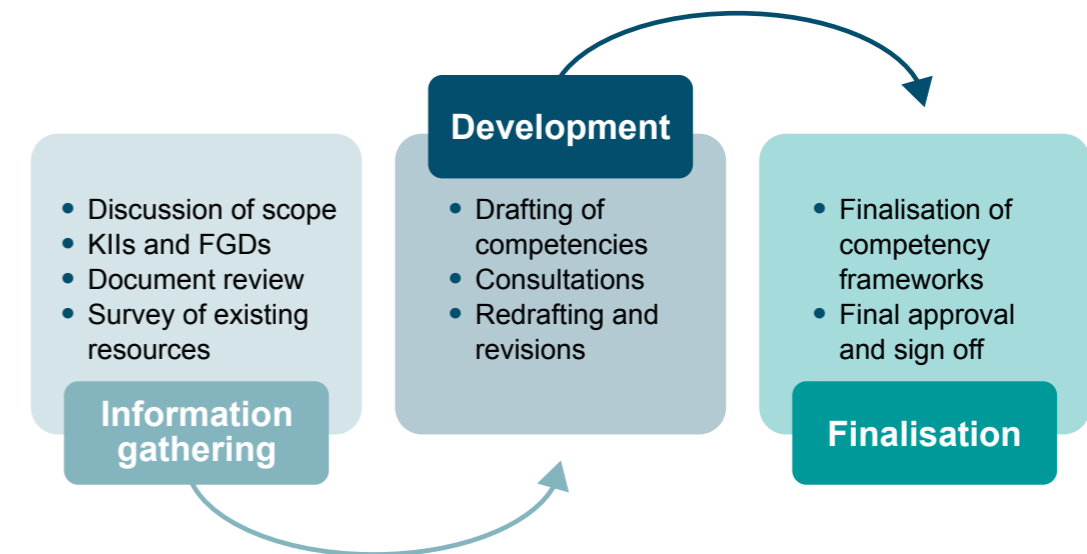 • Discussion of scope
• KIIs and FGDs
• Document review
• Survey of existing
resources
Information
gathering
Development
• Drafting of
competencies
• Consultations
• Redrafting and
revisions
• Finalisation of
competency
frameworks
• Final approval
and sign off
Finalisation